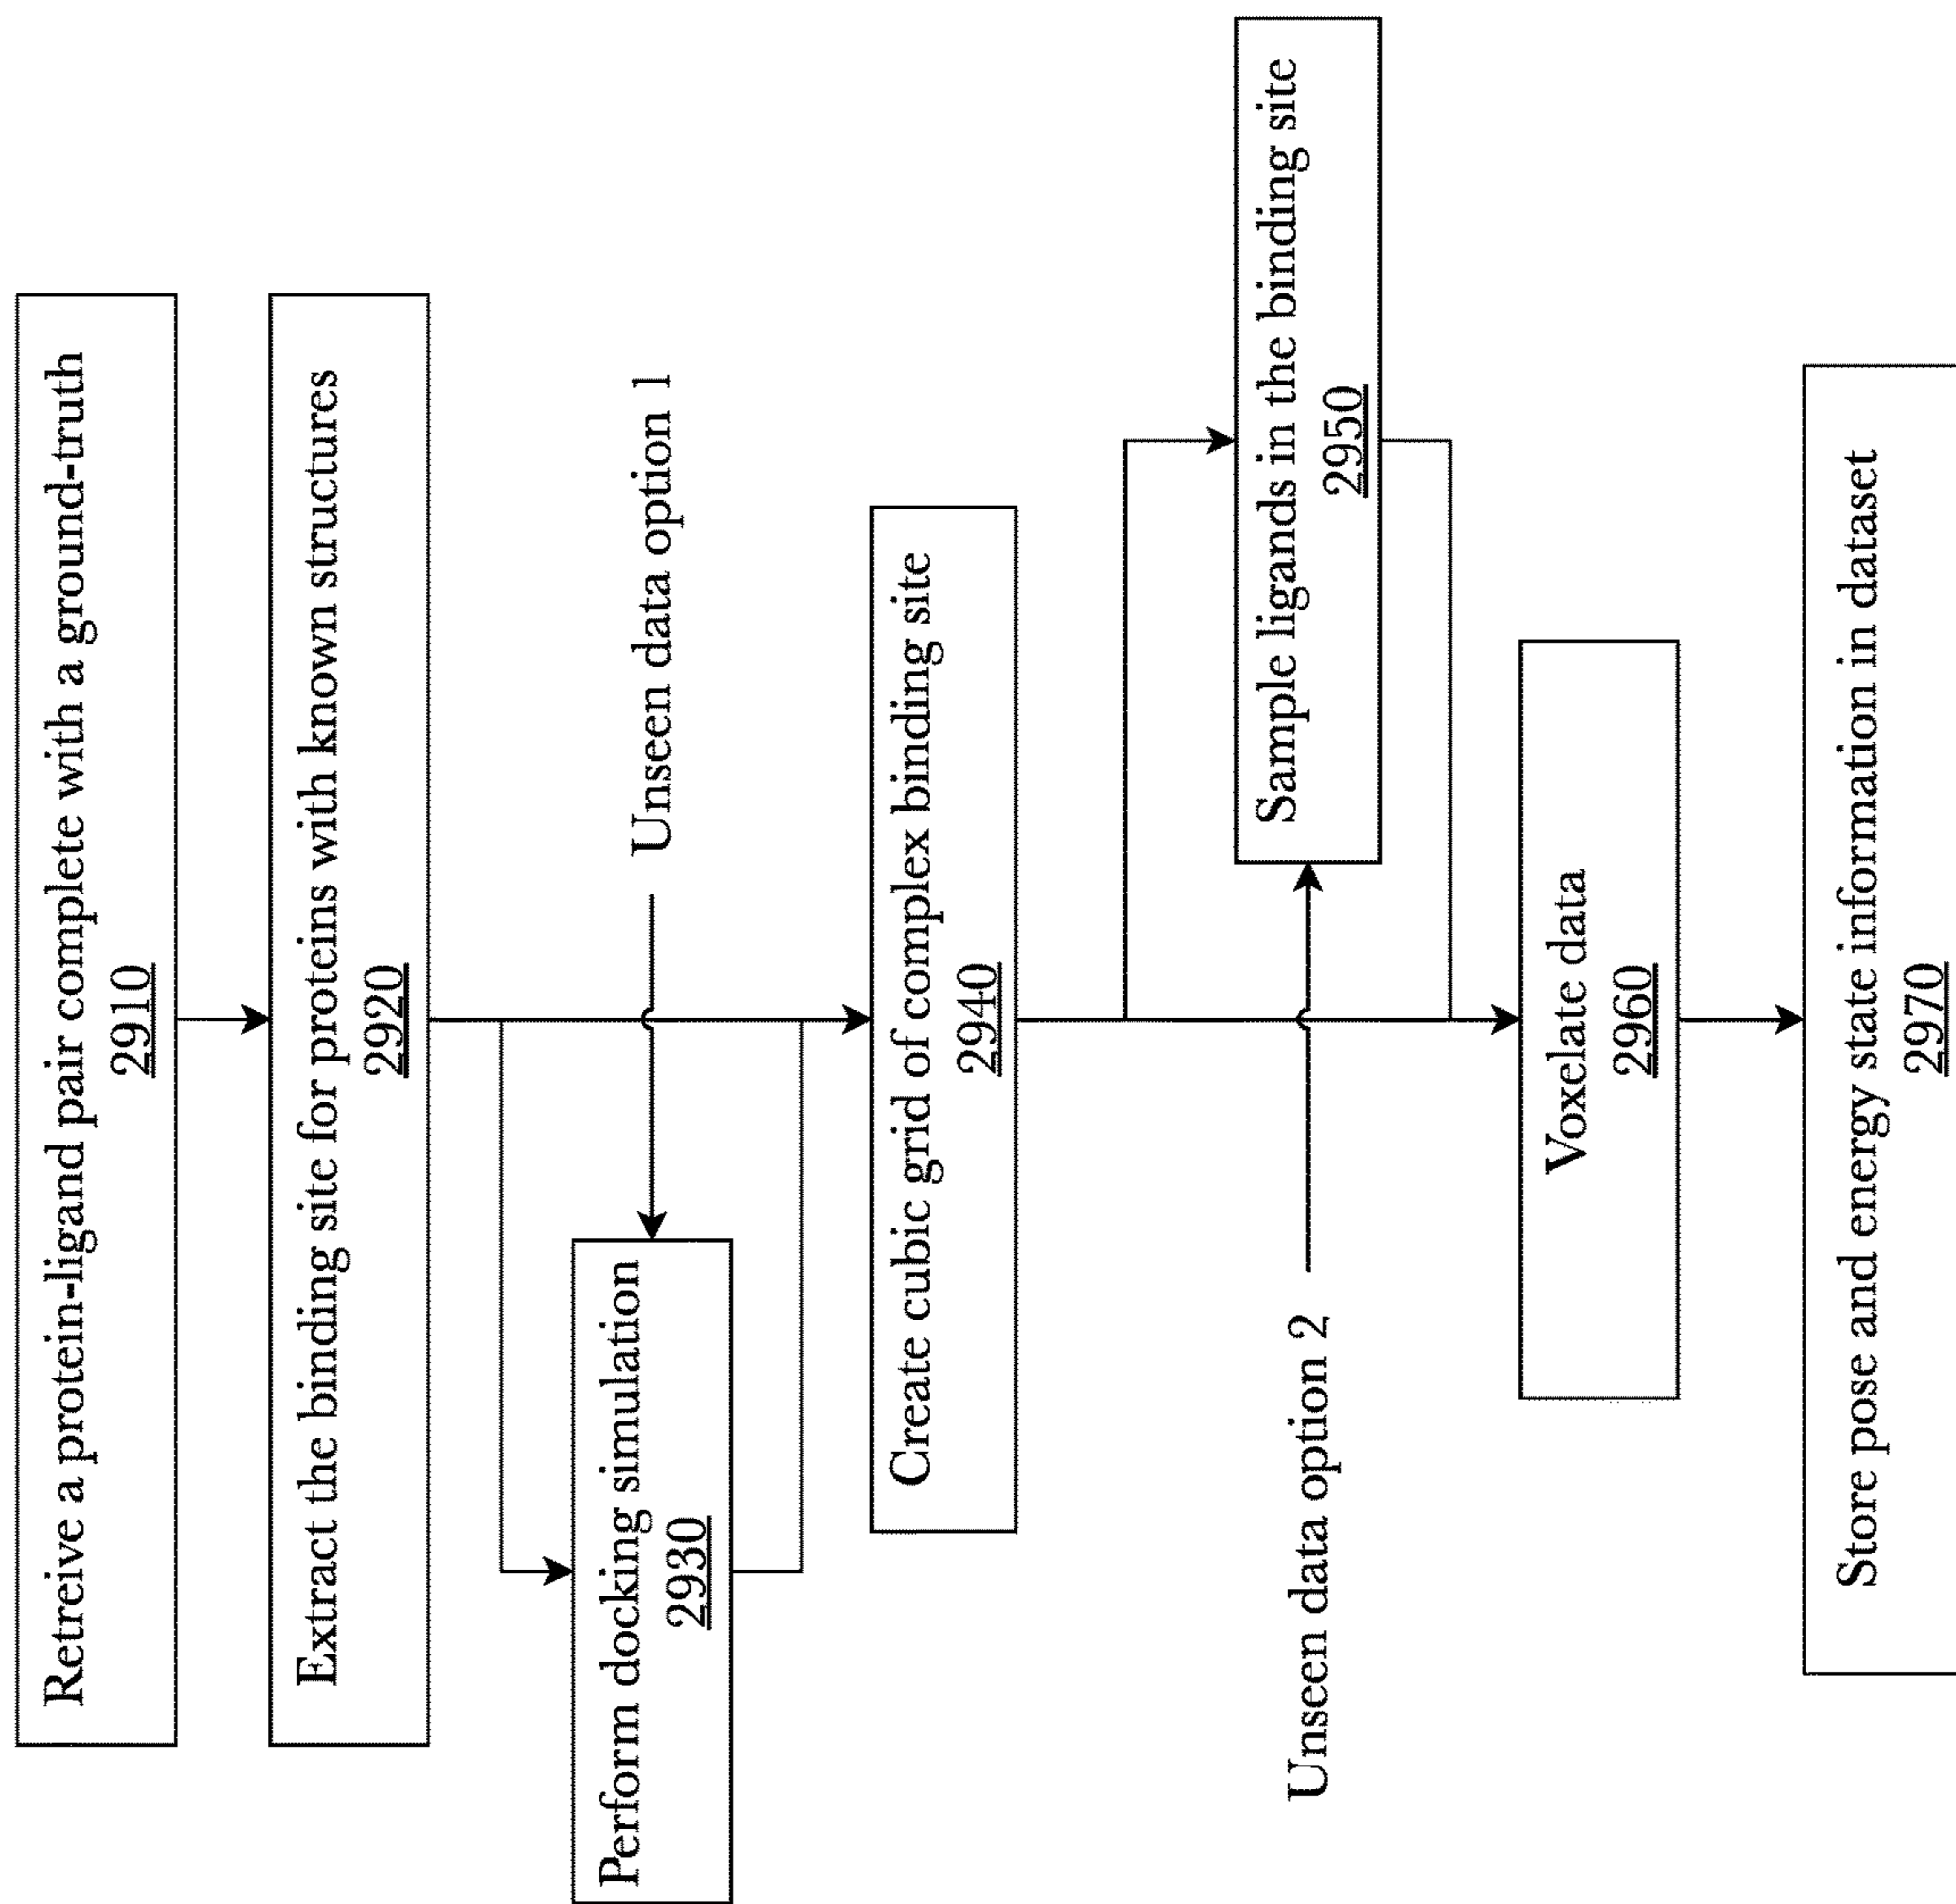 Retreive a protein-ligand pair complete with a ground-truth
2910
Extract the binding site for proteins with known structures
2920
Unseen data option 1
Perform docking simulation
2930
Create cubic grid of complex binding site
2940
Sample ligands in the binding site
2950
Unseen data option 2
Voxelate data
2960
Store pose and energy state information in dataset
2970